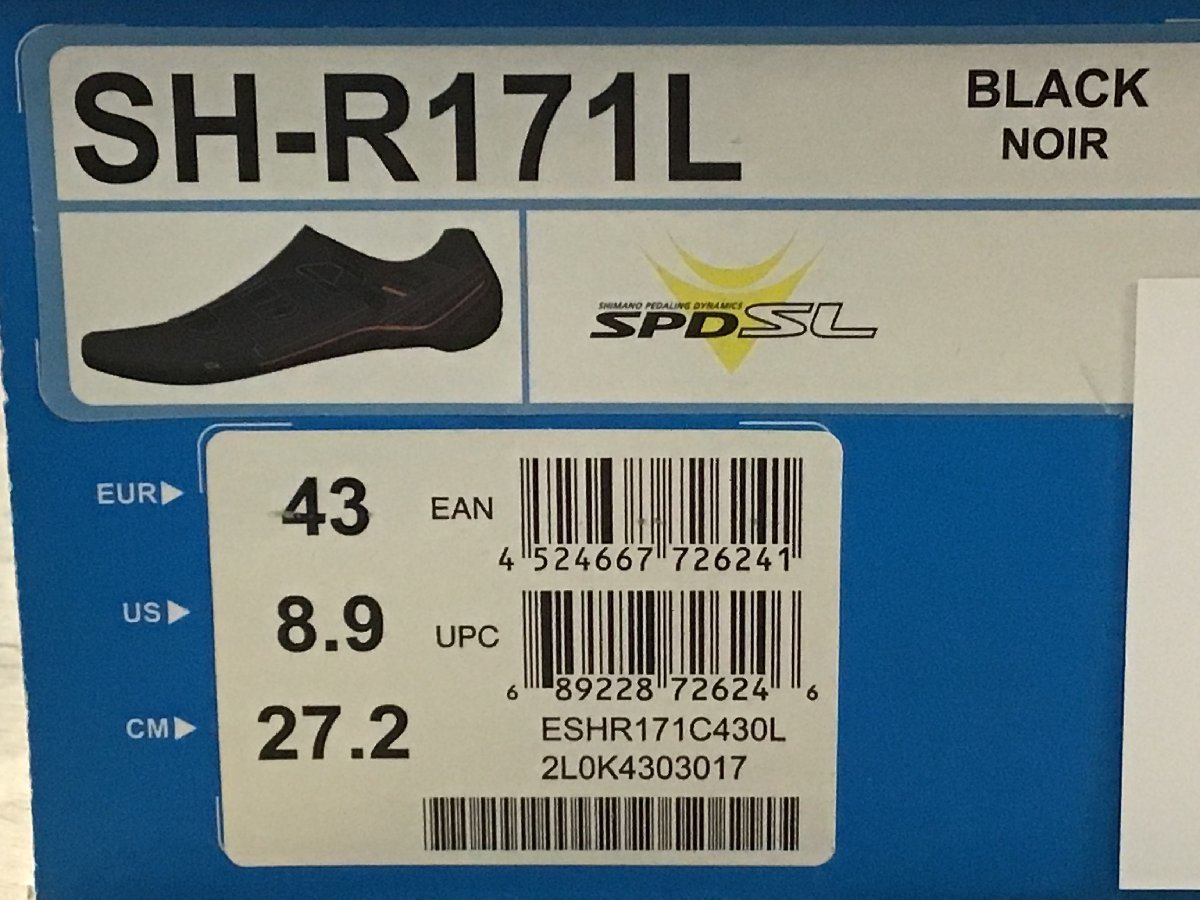 SH-R171L
BLACK
NOIR
SHIMANO PEDALING DYNAMICS
SPD SL
EUR▶ 43
EAN
4 524667 726241
US▶ 8.9
UPC
6 89228 72624 6
CM▶ 27.2
ESHR171C430L
2L0K4303017